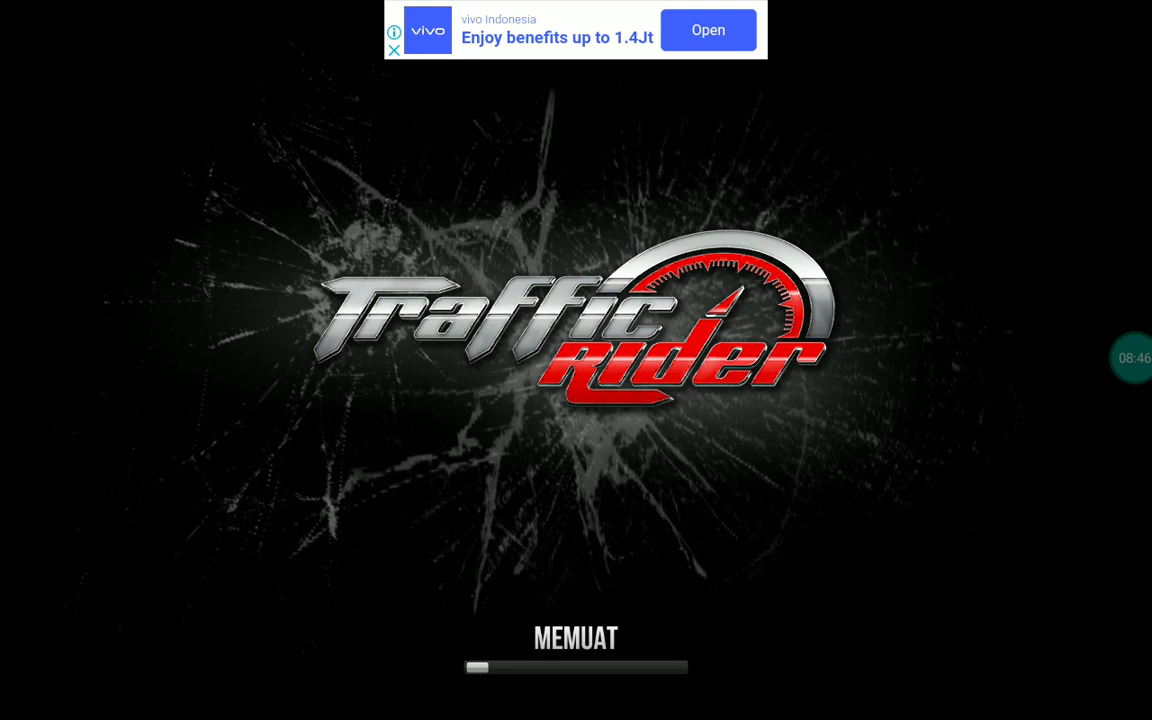 vivo
vivo Indonesia
Enjoy benefits up to 1.4Jt
Open
Traffic
Rider
08:46
MEMUAT